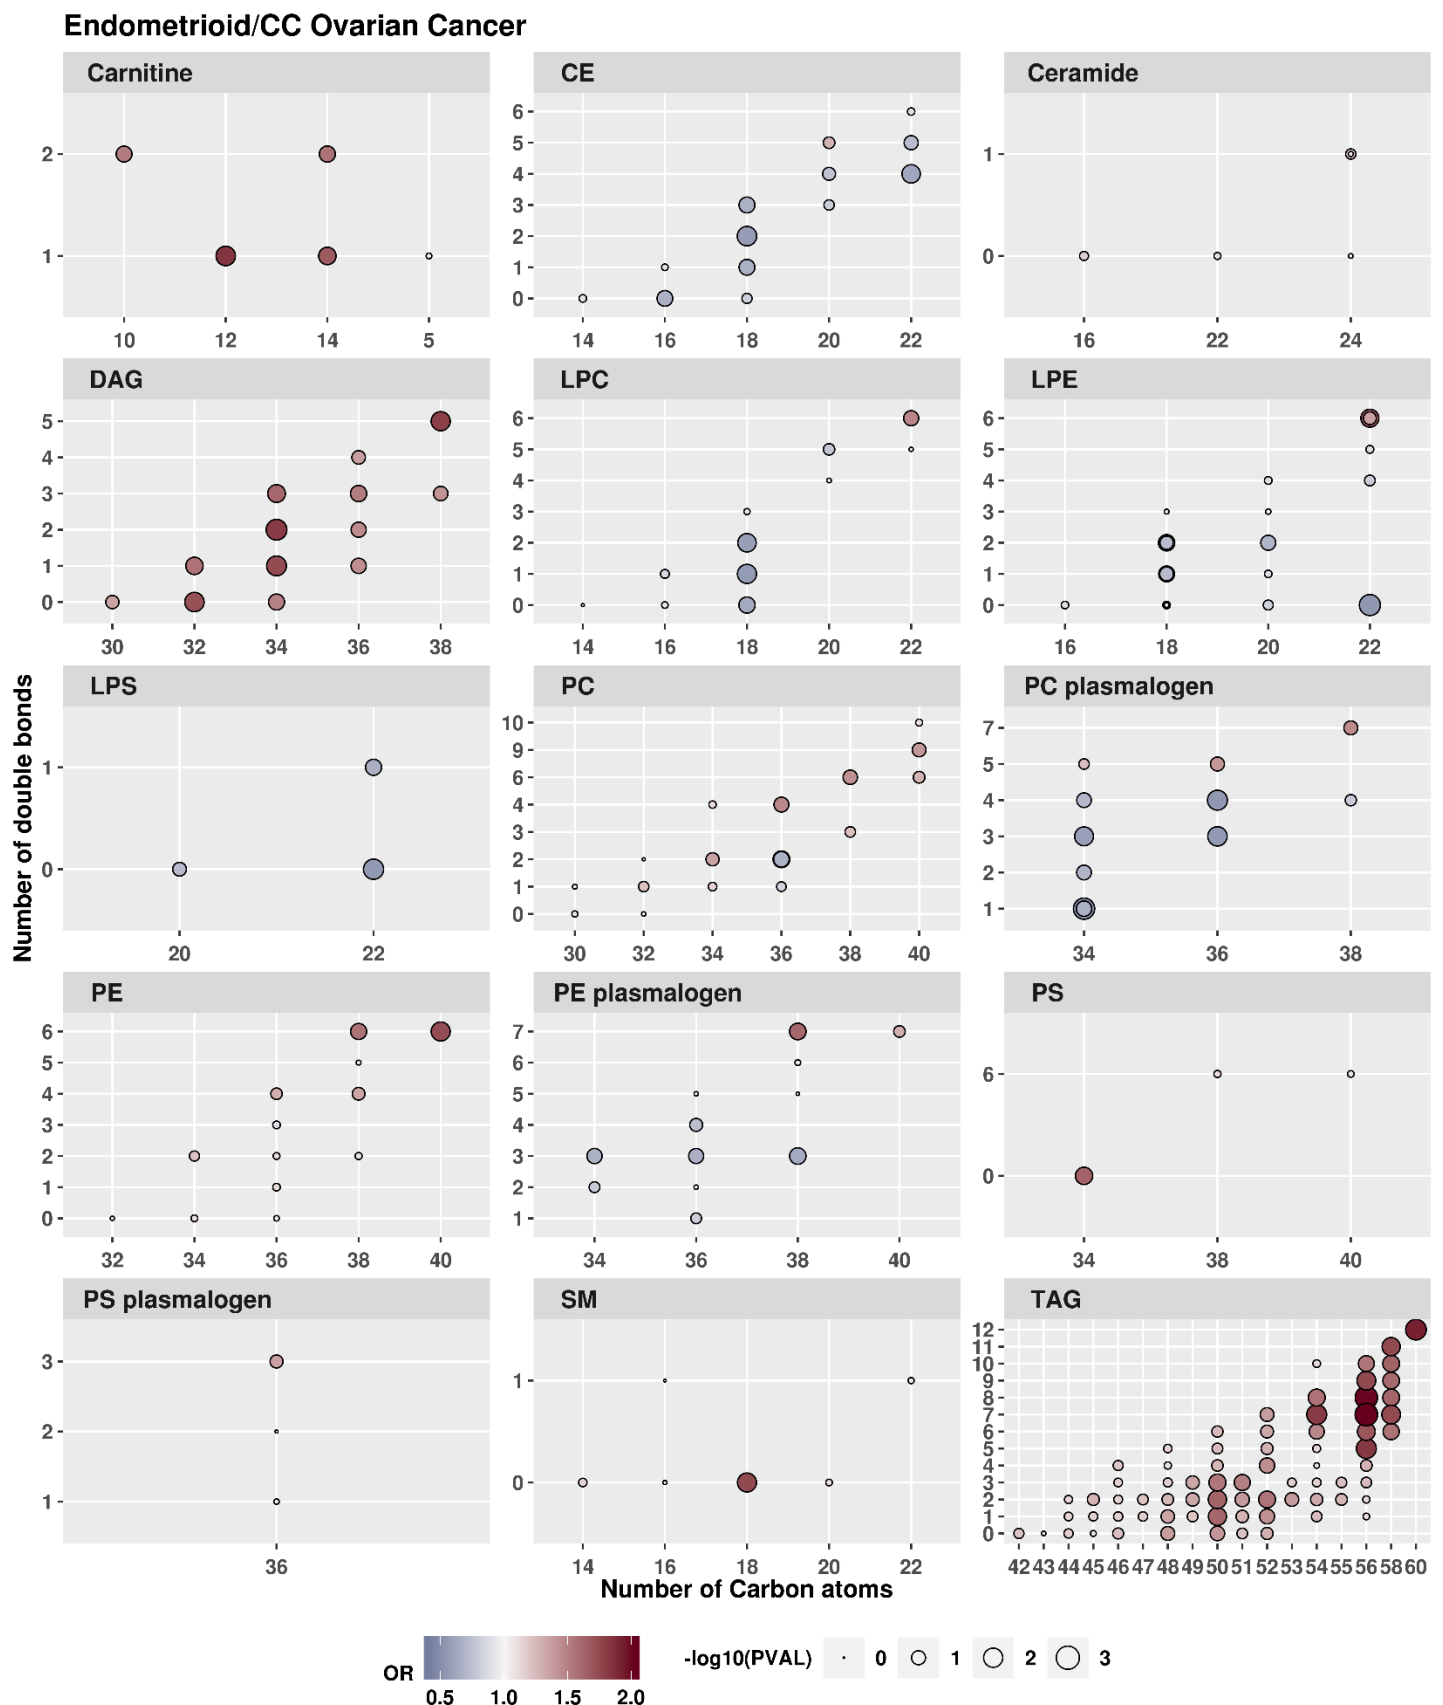 Endometrioid/CC Ovarian Cancer
Carnitine
CE
Ceramide
2
1
10 12 14 5
6
5
4
3
2
1
0
14 16 18 20 22
1
0
16 22 24
DAG
LPC
LPE
5
4
3
2
1
0
30 32 34 36 38
6
5
4
3
2
1
0
14 16 18 20 22
6
5
4
3
2
1
0
16 18 20 22
Number of double bonds
LPS
PC
PC plasmalogen
1
0
20 22
10
9
6
4
3
2
1
0
30 32 34 36 38 40
7
5
4
3
2
1
34 36 38
PE
PE plasmalogen
PS
6
5
4
3
2
1
0
32 34 36 38 40
7
6
5
4
3
2
1
34 36 38 40
6
0
34 38 40
PS plasmalogen
SM
TAG
3
2
1
36
1
0
14 16 18 20 22
12
11
10
9
8
7
6
5
4
3
2
1
0
42 43 44 45 46 47 48 49 50 51 52 53 54 55 56 58 60
Number of Carbon atoms
OR
0.5 1.0 1.5 2.0
-log10(PVAL) 0 1 2 3